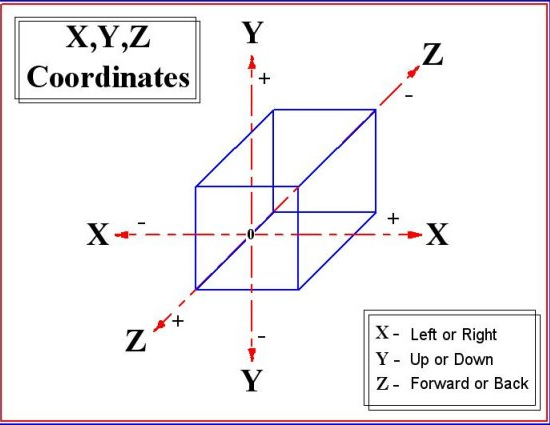 X,Y,Z
Coordinates
Y
+
Z
-
X
-
0
+
X
Z
+
-
Y
X - Left or Right
Y - Up or Down
Z - Forward or Back